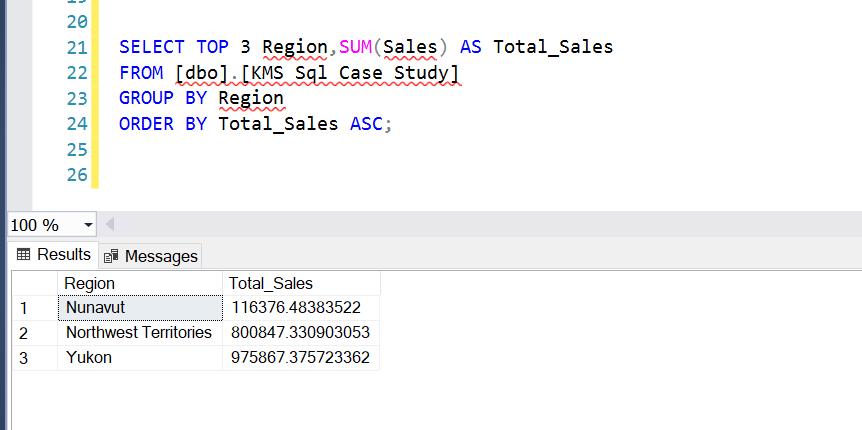 20
21 SELECT TOP 3 Region,SUM(Sales) AS Total_Sales
22 FROM [dbo].[KMS Sql Case Study]
23 GROUP BY Region
24 ORDER BY Total_Sales ASC;
25
26
100 %
Results Messages
Region Total_Sales
1 Nunavut 116376.48383522
2 Northwest Territories 800847.330903053
3 Yukon 975867.375723362